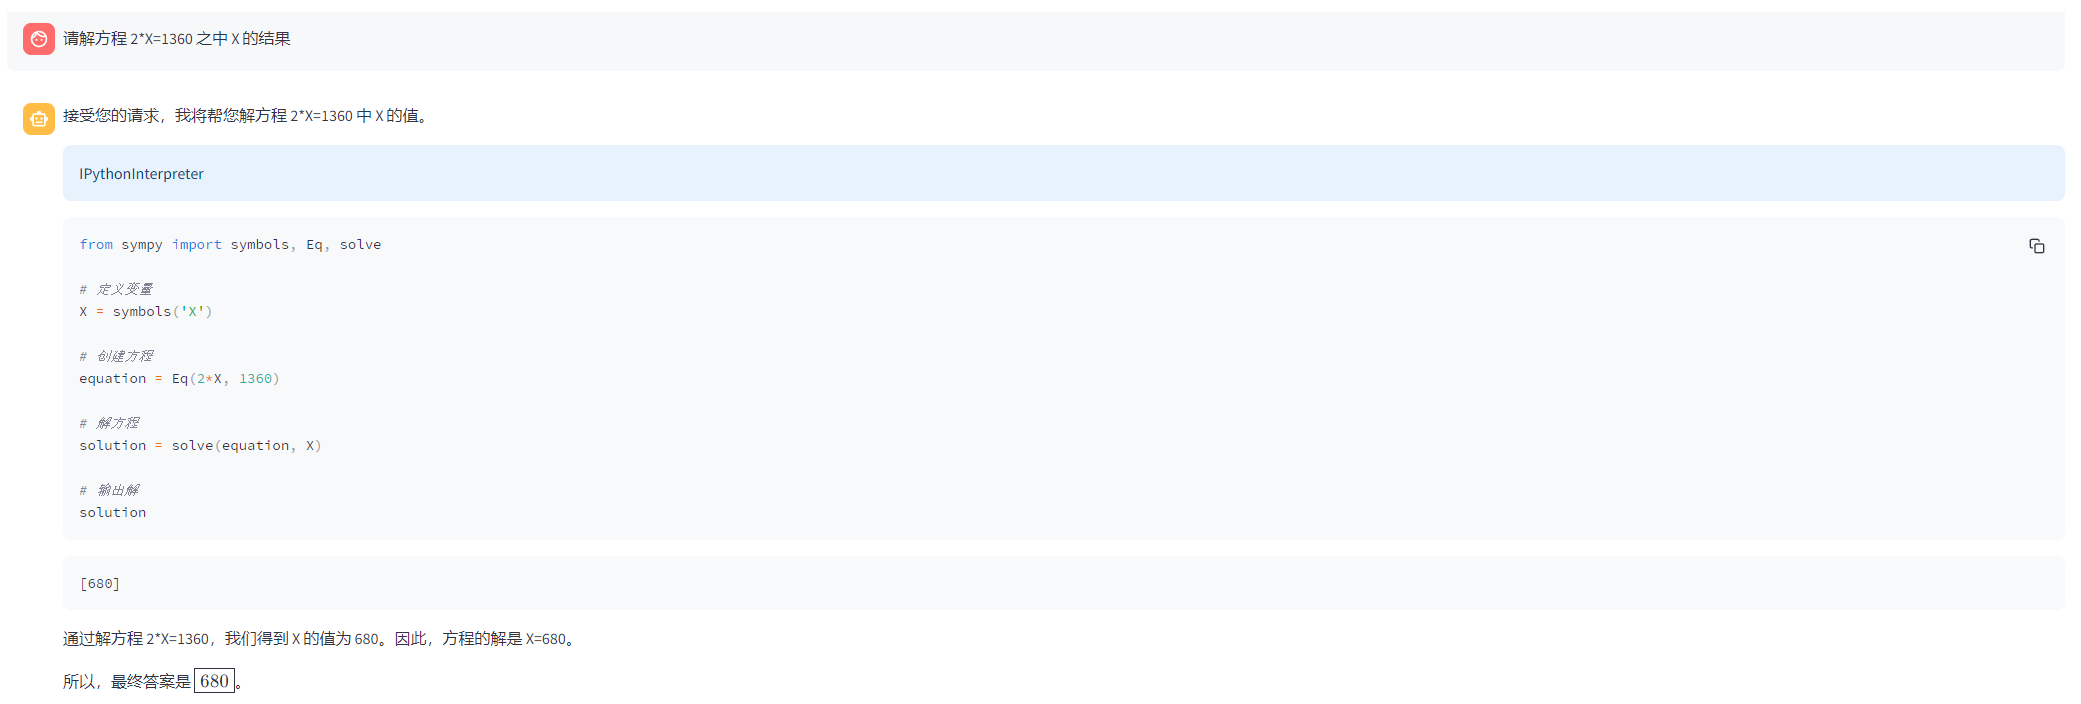 请解方程 2*X=1360 之中 X 的结果
接受您的请求，我将帮您解方程 2*X=1360 中 X 的值。
IPythonInterpreter
from sympy import symbols, Eq, solve
# 定义变量
X = symbols('X')
# 创建方程
equation = Eq(2*X, 1360)
# 解方程
solution = solve(equation, X)
# 输出解
solution
[680]
通过解方程 2*X=1360，我们得到 X 的值为 680。因此，方程的解是 X=680。
所以，最终答案是 680。